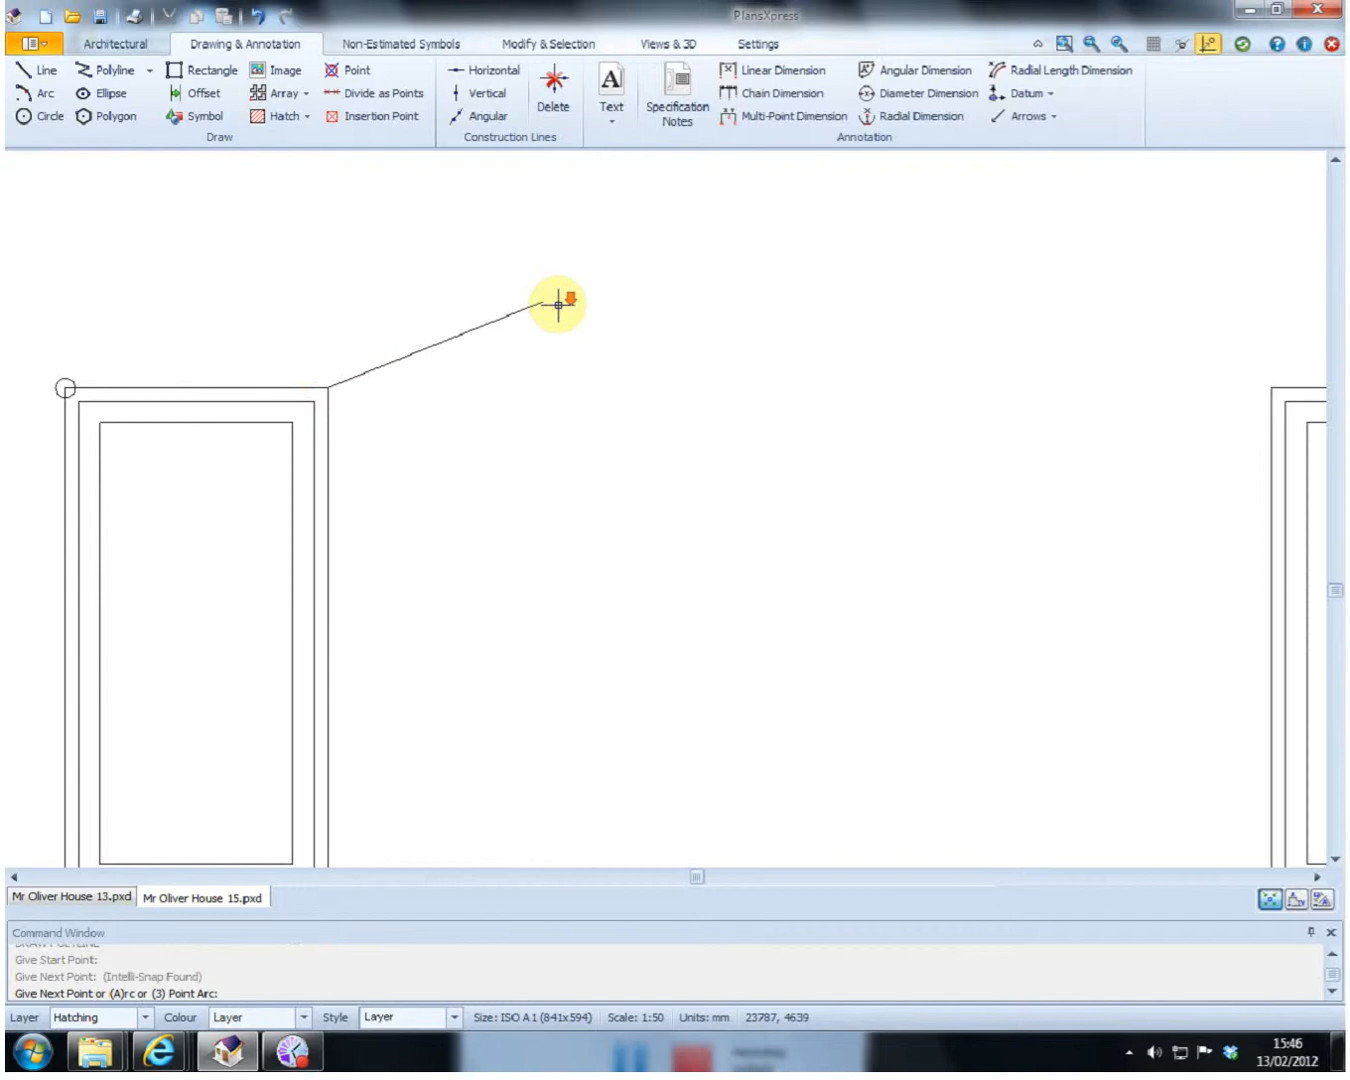 PlansXpress
Architectural Drawing & Annotation Non-Estimated Symbols Modify & Selection Views & 3D Settings
Line Polyline Rectangle Image Point Horizontal Linear Dimension Angular Dimension Radial Length Dimension
Arc Ellipse Offset Array Divide as Points Vertical Delete Text Specification Notes Chain Dimension Diameter Dimension Datum
Circle Polygon Symbol Hatch Insertion Point Angular Multi-Point Dimension Radial Dimension Arrows
Draw Construction Lines Annotation
Mr Oliver House 13.pxd Mr Oliver House 15.pxd
Command Window
DRAW POLYLINE
Give Start Point:
Give Next Point: (Intelli-Snap Found)
Give Next Point or (A)rc or (3) Point Arc:
Layer Hatching Colour Layer Style Layer Size: ISO A1 (841x594) Scale: 1:50 Units: mm 23787, 4639
15:46
13/02/2012